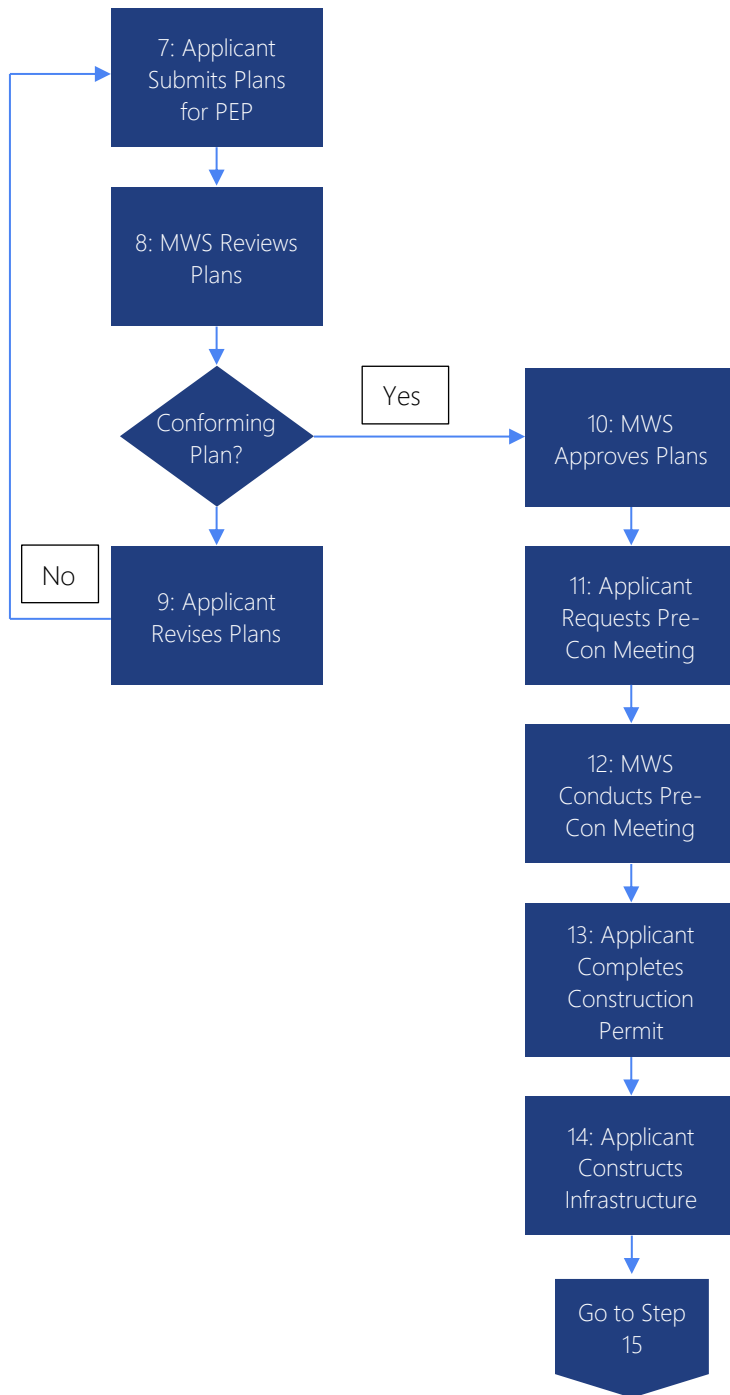 7: Applicant
Submits Plans
for PEP
8: MWS Reviews
Plans
Conforming
Plan?
Yes
No
9: Applicant
Revises Plans
10: MWS
Approves Plans
11: Applicant
Requests Pre-
Con Meeting
12: MWS
Conducts Pre-
Con Meeting
13: Applicant
Completes
Construction
Permit
14: Applicant
Constructs
Infrastructure
Go to Step
15